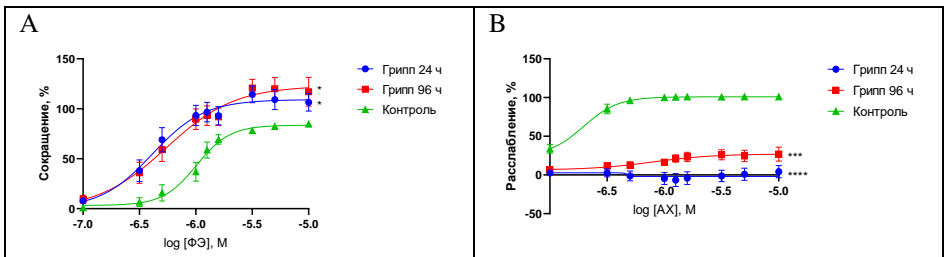 А
Сокращение, %
150
100
50
0
-7.0
-6.5
-6.0
-5.5
-5.0
log [ФЭ], М
*
*
Грипп 24 ч
Грипп 96 ч
Контроль
В
Расслабление, %
150
100
50
0
-50
-6.5
-6.0
-5.5
-5.0
log [АХ], М
***
****
Грипп 24 ч
Грипп 96 ч
Контроль